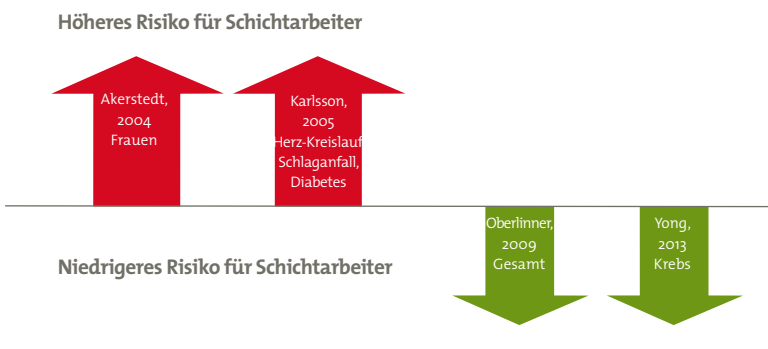 Höheres Risiko für Schichtarbeiter
Akerstedt,
2004
Frauen
Karlsson,
2005
Herz-Kreislauf
Schlaganfall,
Diabetes
Oberlinner,
2009
Gesamt
Yong,
2013
Krebs
Niedrigeres Risiko für Schichtarbeiter